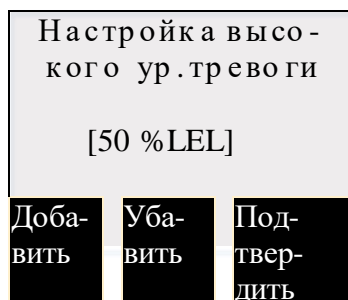 Настройка высо-
кого ур.тревоги
[50 %LEL]
Доба-
вить
Уба-
вить
Под-
твер-
дить